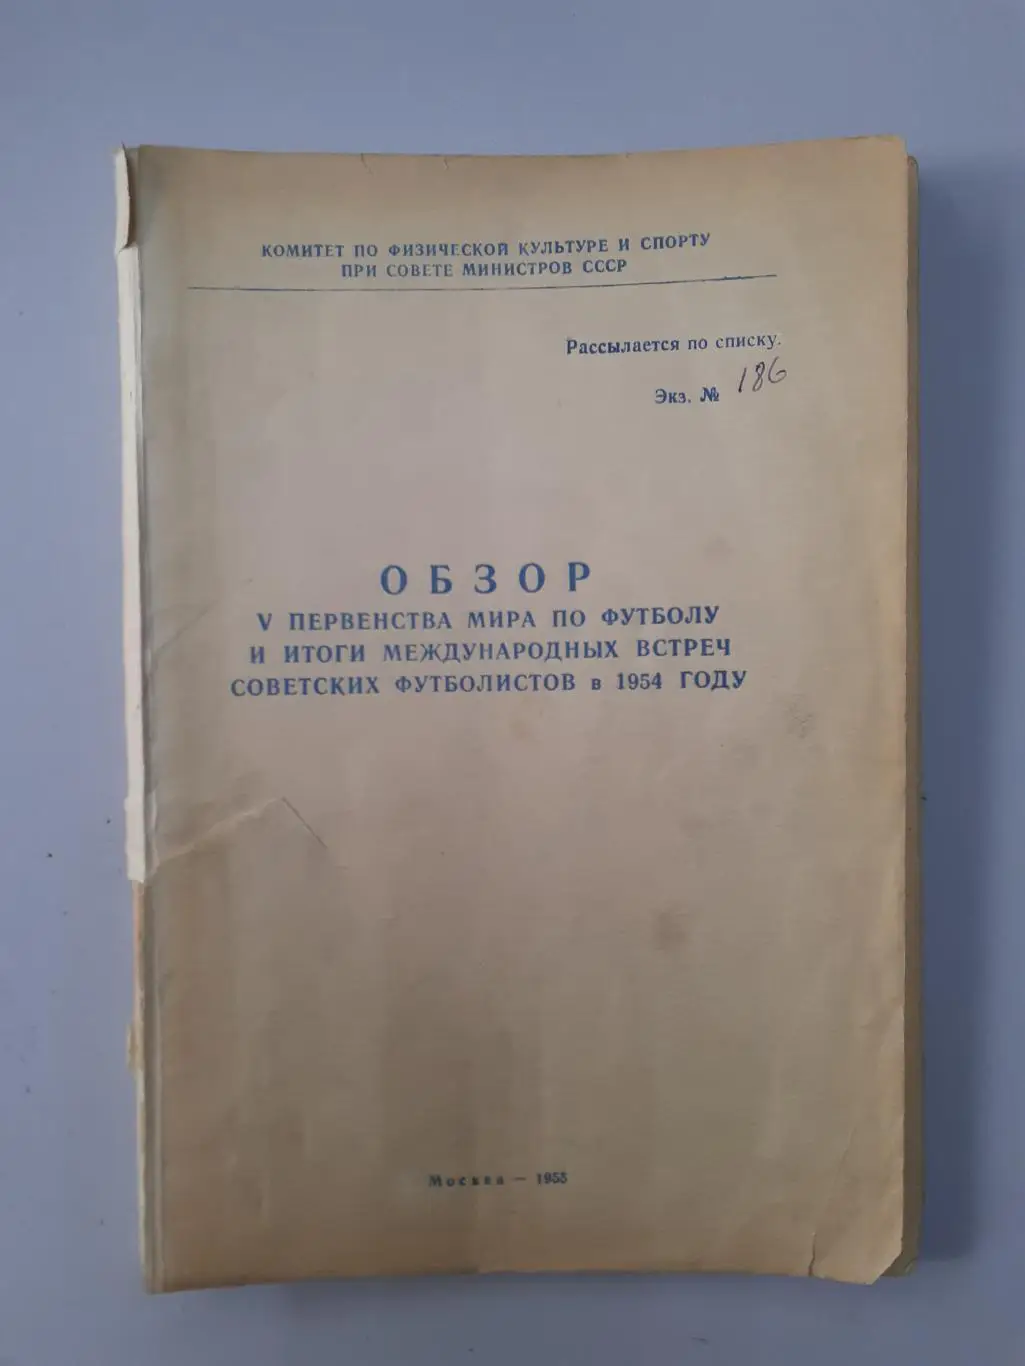 КОМИТЕТ ПО ФИЗИЧЕСКОЙ КУЛЬТУРЕ И СПОРТУ
ПРИ СОВЕТЕ МИНИСТРОВ СССР
Рассылается по списку.
Экз. № 186
ОБЗОР
V ПЕРВЕНСТВА МИРА ПО ФУТБОЛУ
И ИТОГИ МЕЖДУНАРОДНЫХ ВСТРЕЧ
СОВЕТСКИХ ФУТБОЛИСТОВ в 1954 ГОДУ
Москва — 1955